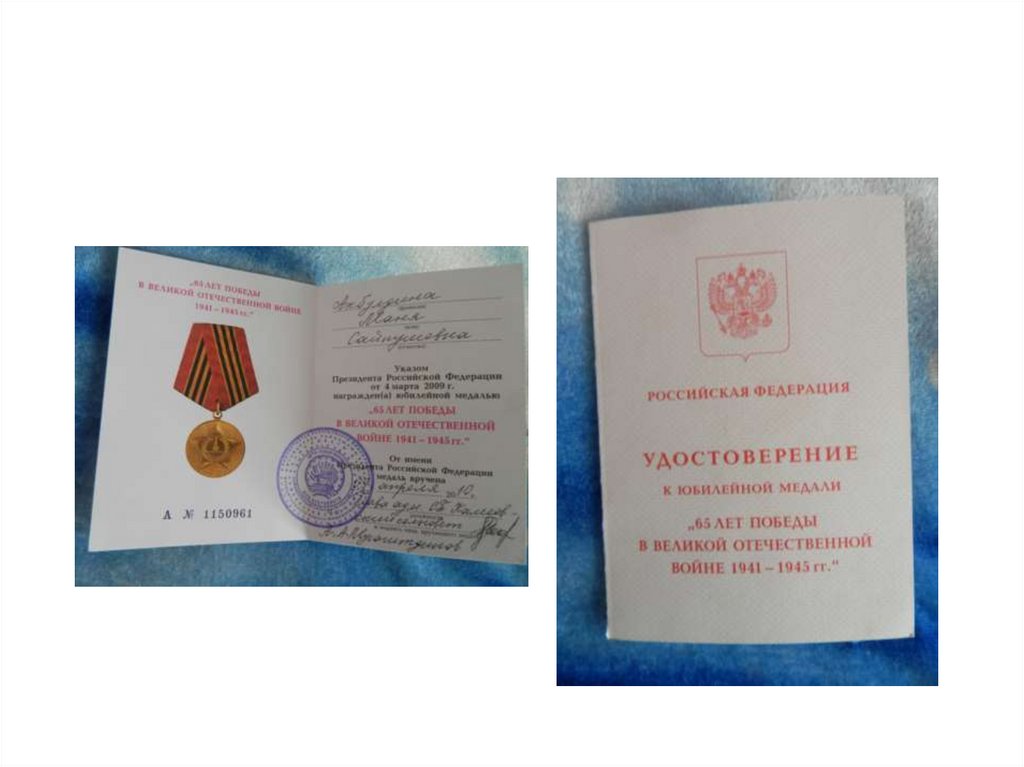 „65 ЛЕТ ПОБЕДЫ
В ВЕЛИКОЙ ОТЕЧЕСТВЕННОЙ ВОЙНЕ
1941 – 1945 гг.“
А № 1150961
Маня
Указом
Президента Российской Федерации
от 4 марта 2009 г.
награжден(а) юбилейной медалью
„65 ЛЕТ ПОБЕДЫ
В ВЕЛИКОЙ ОТЕЧЕСТВЕННОЙ
ВОЙНЕ 1941 – 1945 гг.“
От имени
Президента Российской Федерации
медаль вручена
апреля 2010 г.
РОССИЙСКАЯ ФЕДЕРАЦИЯ
УДОСТОВЕРЕНИЕ
К ЮБИЛЕЙНОЙ МЕДАЛИ
„65 ЛЕТ ПОБЕДЫ
В ВЕЛИКОЙ ОТЕЧЕСТВЕННОЙ
ВОЙНЕ 1941 – 1945 гг.“